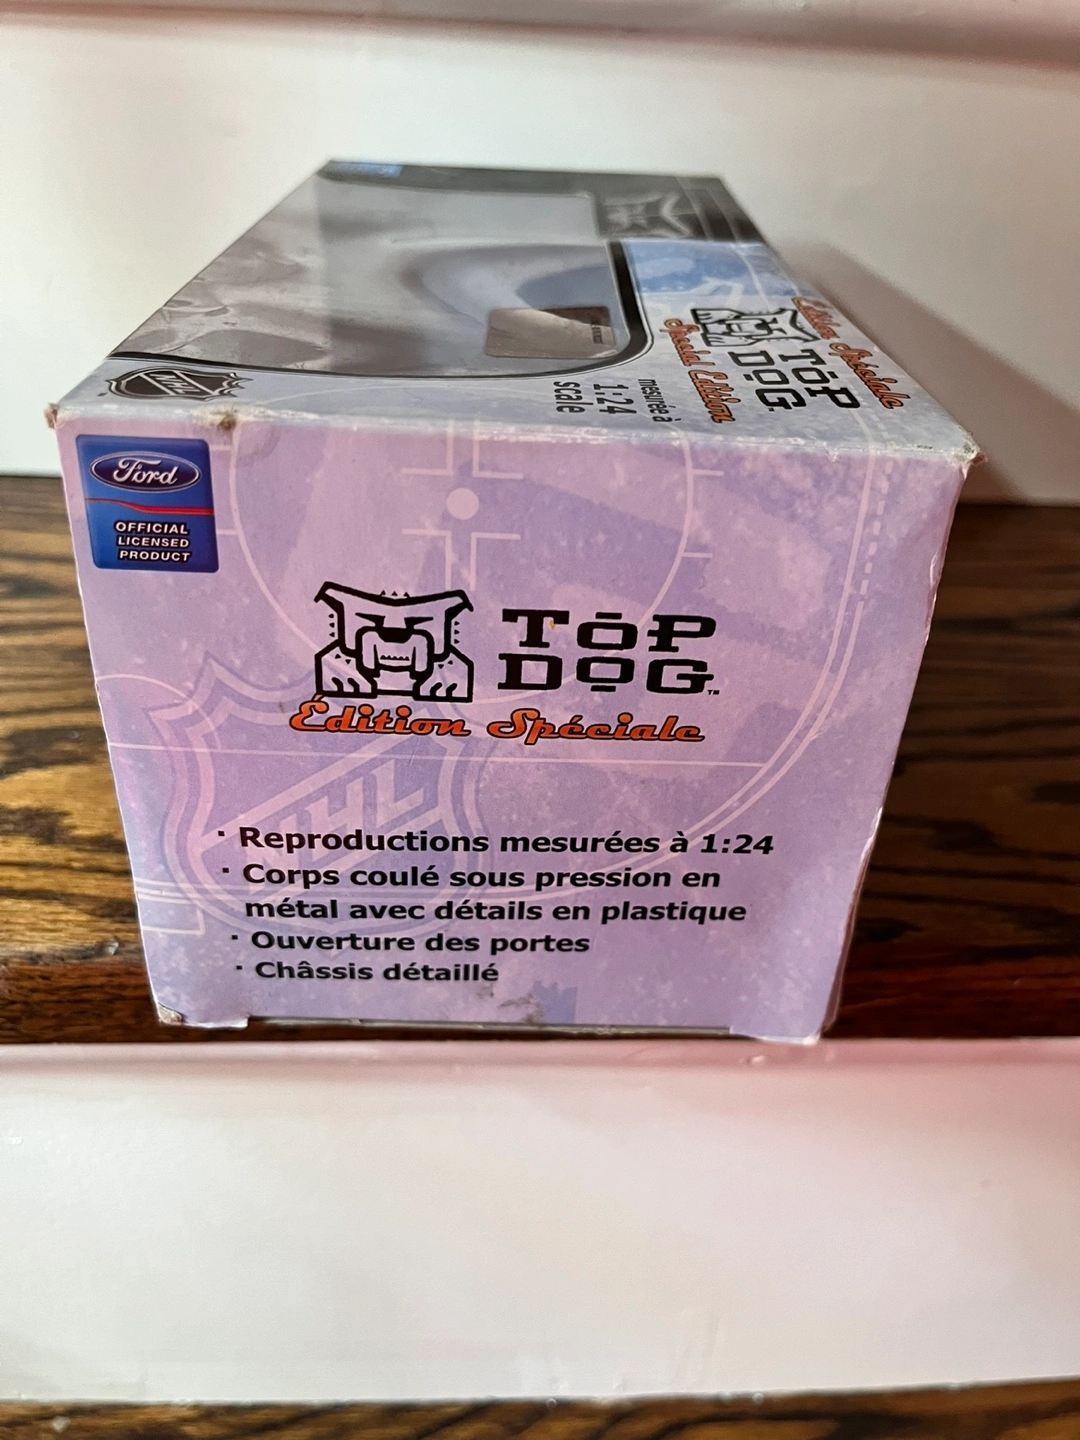 Édition Spéciale
TOP
DOG
Special Edition
mesurée à
1:24
scale
NHL
Ford
OFFICIAL
LICENSED
PRODUCT
TOP
DOG™
Édition Spéciale
NHL
· Reproductions mesurées à 1:24
· Corps coulé sous pression en
métal avec détails en plastique
· Ouverture des portes
· Châssis détaillé